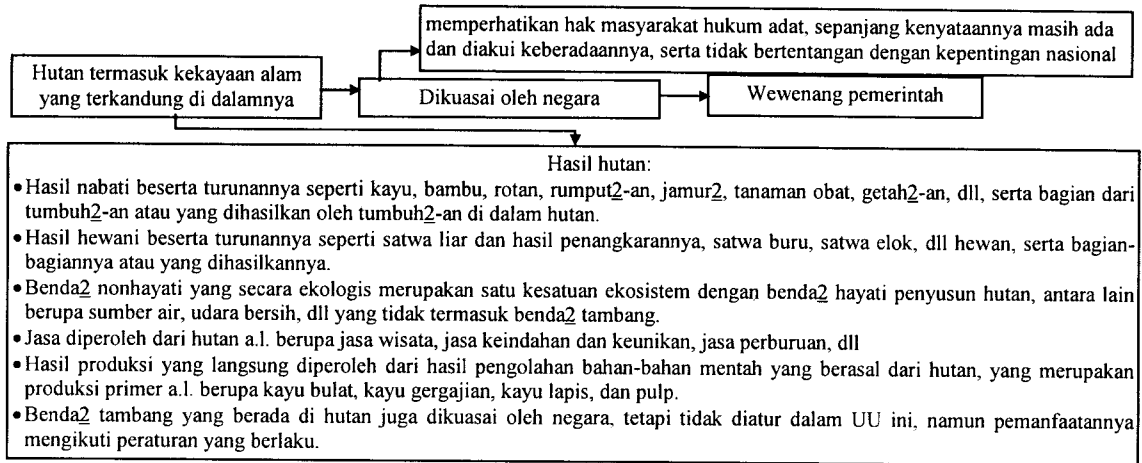 memperhatikan hak masyarakat hukum adat, sepanjang kenyataannya masih ada
dan diakui keberadaannya, serta tidak bertentangan dengan kepentingan nasional
Hutan termasuk kekayaan alam
yang terkandung di dalamnya
Dikuasai oleh negara
Wewenang pemerintah
Hasil hutan:
• Hasil nabati beserta turunannya seperti kayu, bambu, rotan, rumput2-an, jamur2, tanaman obat, getah2-an, dll, serta bagian dari
tumbuh2-an atau yang dihasilkan oleh tumbuh2-an di dalam hutan.
• Hasil hewani beserta turunannya seperti satwa liar dan hasil penangkarannya, satwa buru, satwa elok, dll hewan, serta bagian-
bagiannya atau yang dihasilkannya.
• Benda2 nonhayati yang secara ekologis merupakan satu kesatuan ekosistem dengan benda2 hayati penyusun hutan, antara lain
berupa sumber air, udara bersih, dll yang tidak termasuk benda2 tambang.
• Jasa diperoleh dari hutan a.l. berupa jasa wisata, jasa keindahan dan keunikan, jasa perburuan, dll
• Hasil produksi yang langsung diperoleh dari hasil pengolahan bahan-bahan mentah yang berasal dari hutan, yang merupakan
produksi primer a.l. berupa kayu bulat, kayu gergajian, kayu lapis, dan pulp.
• Benda2 tambang yang berada di hutan juga dikuasai oleh negara, tetapi tidak diatur dalam UU ini, namun pemanfaatannya
mengikuti peraturan yang berlaku.